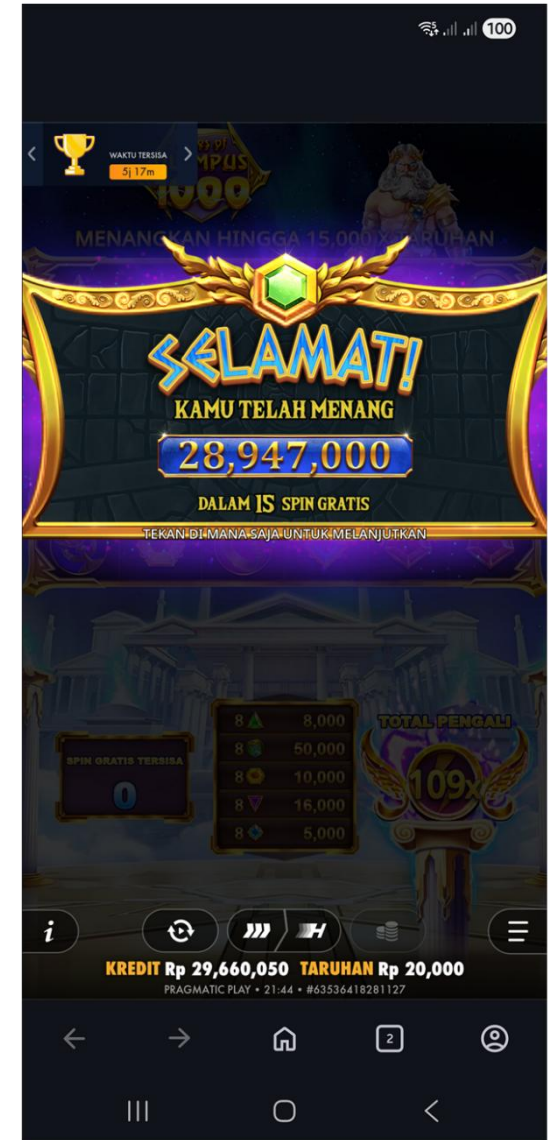 100
WAKTU TERSISA
5j 17m
1000
MENANGKAN HINGGA 15,000 X TARUHAN
SELAMAT!
KAMU TELAH MENANG
28,947,000
DALAM 15 SPIN GRATIS
TEKAN DI MANA SAJA UNTUK MELANJUTKAN
8 8,000
8 50,000
8 10,000
8 16,000
8 5,000
SPIN GRATIS TERSISA
0
TOTAL PENGALI
109x
KREDIT Rp 29,660,050 TARUHAN Rp 20,000
PRAGMATIC PLAY • 21:44 • #63536418281127
2